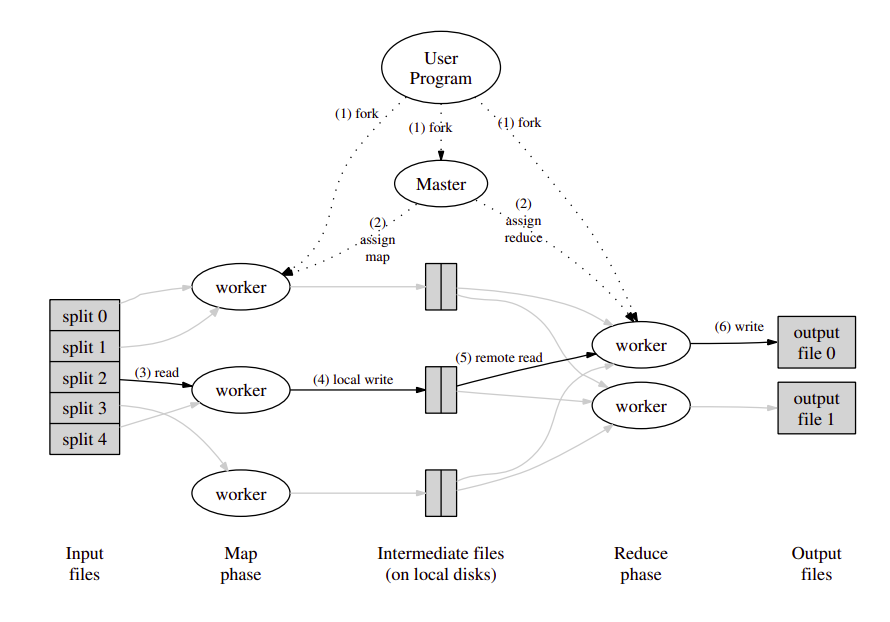 User
Program
(1) fork
(1) fork
(1) fork
Master
(2)
assign
map
(2)
assign
reduce
worker
split 0
split 1
split 2
split 3
split 4
(3) read
worker
(4) local write
(5) remote read
worker
(6) write
output
file 0
worker
output
file 1
worker
Input
files
Map
phase
Intermediate files
(on local disks)
Reduce
phase
Output
files